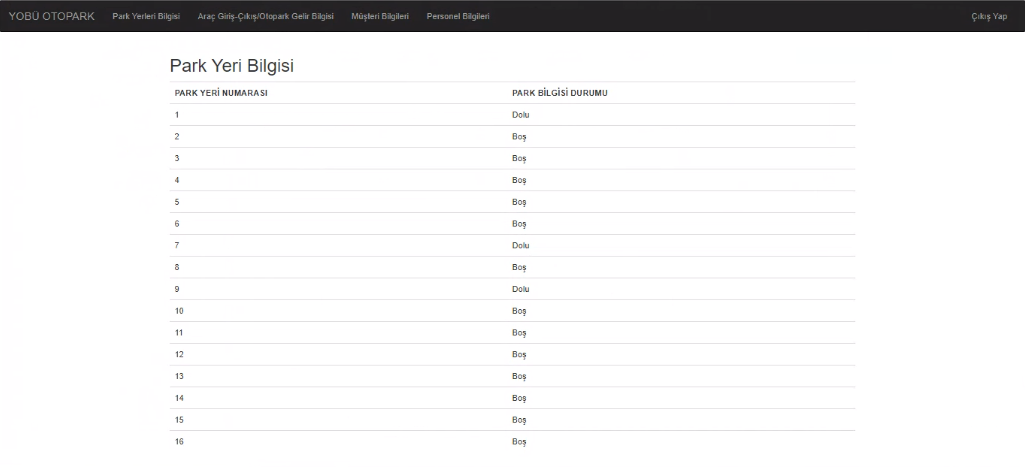 YOBÜ OTOPARK Park Yerleri Bilgisi Araç Giriş-Çıkış/Otopark Gelir Bilgisi Müşteri Bilgileri Personel Bilgileri Çıkış Yap
Park Yeri Bilgisi
PARK YERİ NUMARASI PARK BİLGİSİ DURUMU
1 Dolu
2 Boş
3 Boş
4 Boş
5 Boş
6 Boş
7 Dolu
8 Boş
9 Dolu
10 Boş
11 Boş
12 Boş
13 Boş
14 Boş
15 Boş
16 Boş